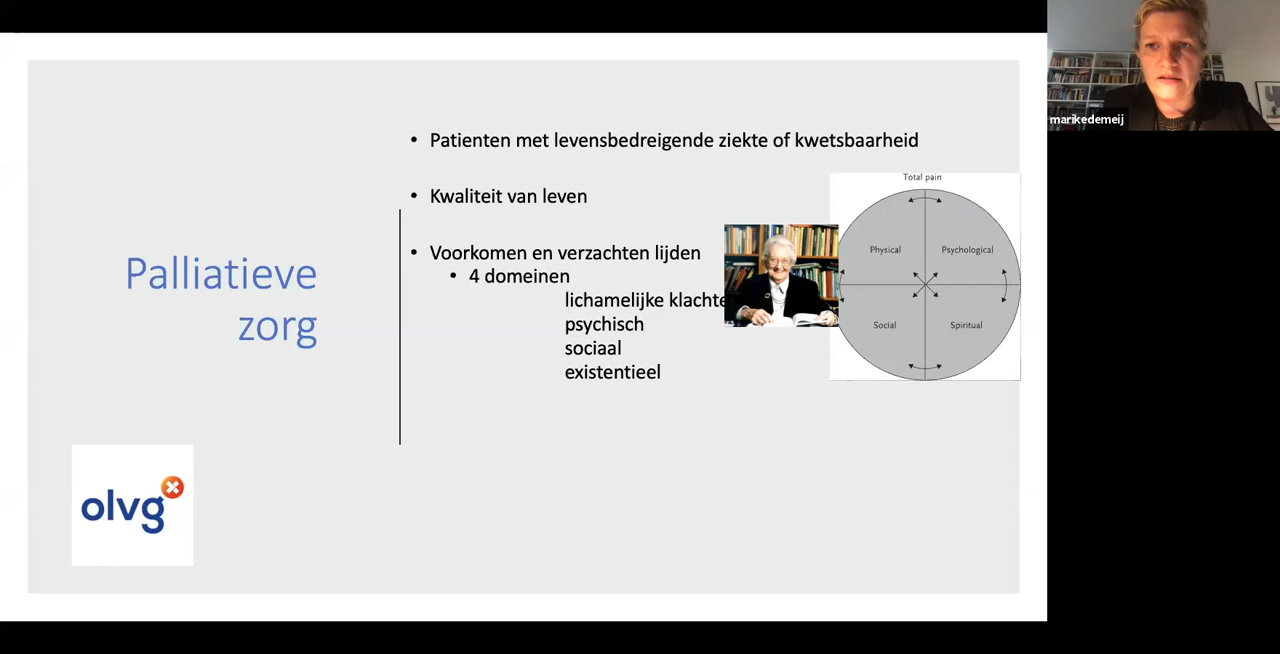 Palliatieve
zorg
• Patienten met levensbedreigende ziekte of kwetsbaarheid
• Kwaliteit van leven
• Voorkomen en verzachten lijden
• 4 domeinen
lichamelijke klachte
psychisch
sociaal
existentieel
Total pain
Physical
Psychological
Social
Spiritual
olvg
marikedemeij